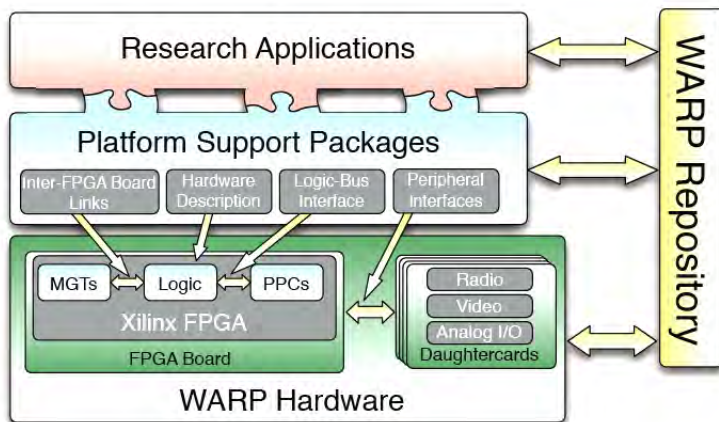 Research Applications
Platform Support Packages
Inter-FPGA Board
Links
Hardware
Description
Logic-Bus
Interface
Peripheral
Interfaces
MGTs
Logic
PPCs
Xilinx FPGA
FPGA Board
Radio
Video
Analog I/O
Daughtercards
WARP Hardware
WARP Repository